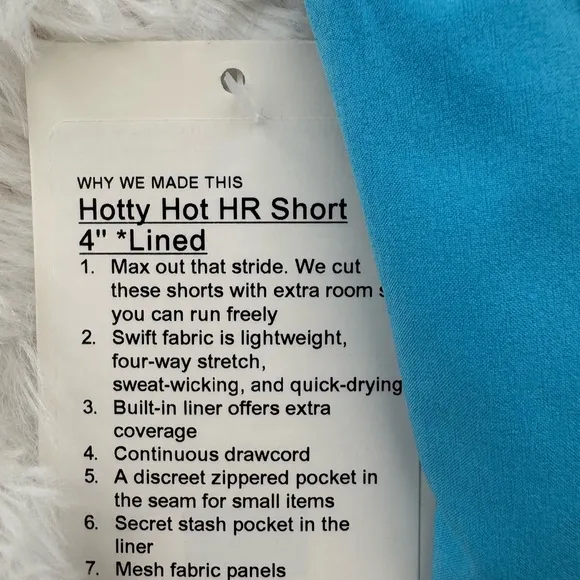 WHY WE MADE THIS
Hotty Hot HR Short
4" *Lined
1. Max out that stride. We cut
these shorts with extra room
you can run freely
2. Swift fabric is lightweight,
four-way stretch,
sweat-wicking, and quick-drying
3. Built-in liner offers extra
coverage
4. Continuous drawcord
5. A discreet zippered pocket in
the seam for small items
6. Secret stash pocket in the
liner
7. Mesh fabric panels